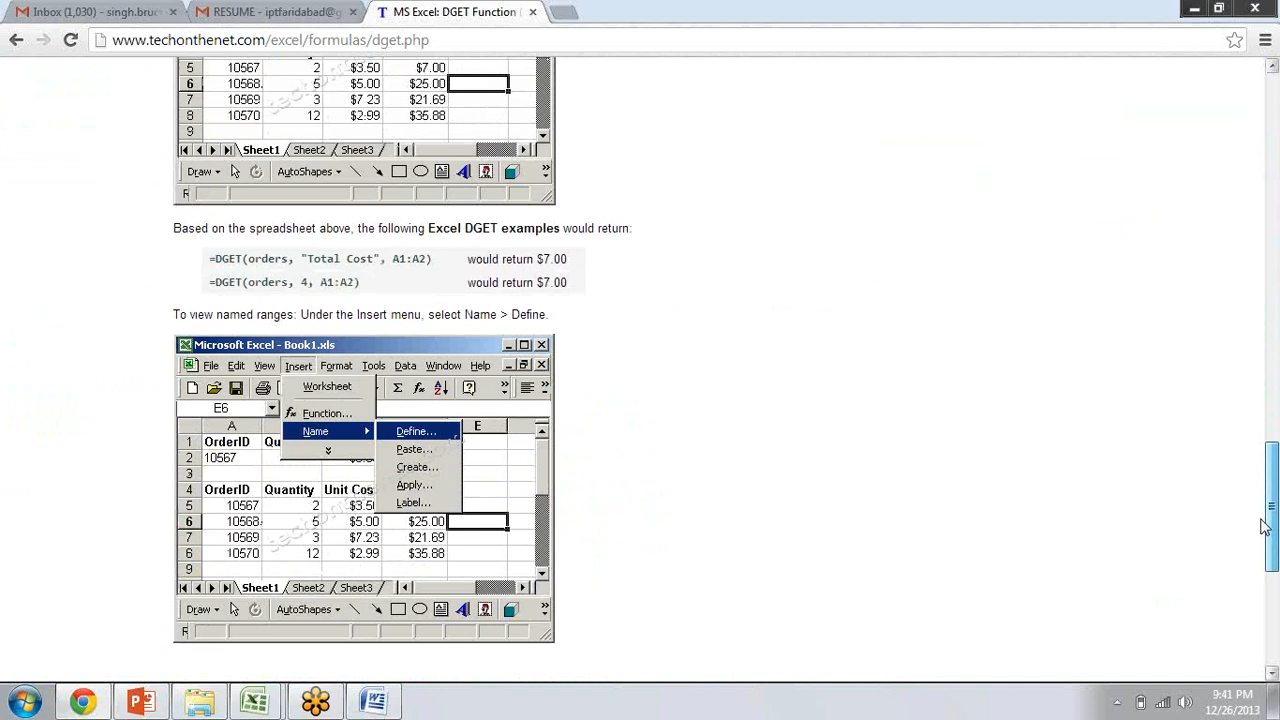 Inbox (1,030) - singh.bruc
RESUME - iptfaridabad@g
MS Excel: DGET Function (
www.techonthenet.com/excel/formulas/dget.php
5 10567 2 $3.50 $7.00
6 10568 5 $5.00 $25.00
7 10569 3 $7.23 $21.69
8 10570 12 $2.99 $35.88
9
Sheet1 Sheet2 Sheet3
Draw AutoShapes
Based on the spreadsheet above, the following Excel DGET examples would return:
=DGET(orders, "Total Cost", A1:A2) would return $7.00
=DGET(orders, 4, A1:A2) would return $7.00
To view named ranges: Under the Insert menu, select Name > Define.
Microsoft Excel - Book1.xls
File Edit View Insert Format Tools Data Window Help
Worksheet
E6
Function...
A E
Name Define...
1 OrderID Qu
Paste...
2 10567
3 Create...
4 OrderID Quantity Unit Cos Apply...
5 10567 2 $3.50 Label...
6 10568 5 $5.00 $25.00
7 10569 3 $7.23 $21.69
8 10570 12 $2.99 $35.88
9
Sheet1 Sheet2 Sheet3
Draw AutoShapes
9:41 PM
12/26/2013